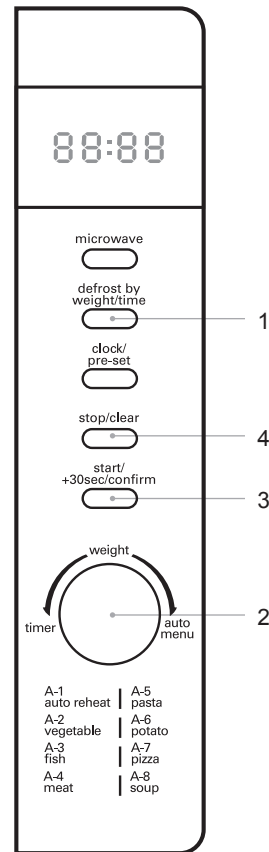 88:88
microwave
defrost by
weight/time
1
clock/
pre-set
stop/clear
4
start/
+30sec/confirm
3
weight
timer
auto
menu
2
A-1
auto reheat
A-2
vegetable
A-3
fish
A-4
meat
A-5
pasta
A-6
potato
A-7
pizza
A-8
soup